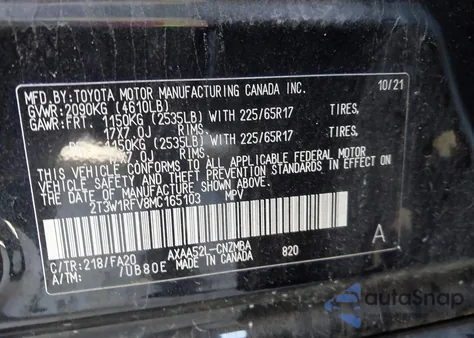 MFD.BY:TOYOTA MOTOR MANUFACTURING CANADA INC. 10/21
GVWR:2090KG (4610LB)
GAWR:FRT 1150KG (2535LB) WITH 225/65R17 TIRES,
17X7.0J RIMS,
1150KG (2535LB) WITH 225/65R17 TIRES,
17X7.0J RIMS.
THIS VEHICLE CONFORMS TO ALL APPLICABLE FEDERAL MOTOR
VEHICLE SAFETY AND THEFT PREVENTION STANDARDS IN EFFECT ON
THE DATE OF MANUFACTURE SHOWN ABOVE.
2T3W1RFV8MC165103 MPV
C/TR:218/FA20 AXAA52L-CNZMBA 820 A
A/TM: /UB80E MADE IN CANADA
autoSnap